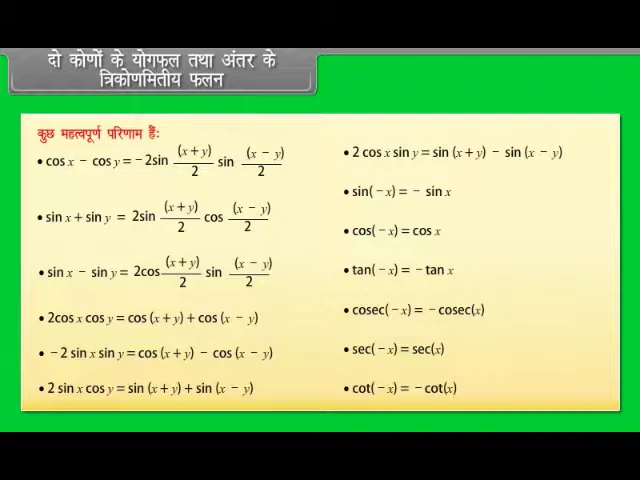 दो कोणों के योगफल तथा अंतर के
त्रिकोणमितीय फलन
कुछ महत्वपूर्ण परिणाम हैं:
• cos x − cos y = − 2sin (x + y)/2 sin (x − y)/2
• sin x + sin y = 2sin (x + y)/2 cos (x − y)/2
• sin x − sin y = 2cos (x + y)/2 sin (x − y)/2
• 2cos x cos y = cos (x + y) + cos (x − y)
• − 2 sin x sin y = cos (x + y) − cos (x − y)
• 2 sin x cos y = sin (x + y) + sin (x − y)
• 2 cos x sin y = sin (x + y) − sin (x − y)
• sin( − x) = − sin x
• cos( − x) = cos x
• tan( − x) = − tan x
• cosec( − x) = − cosec(x)
• sec( − x) = sec(x)
• cot( − x) = − cot(x)